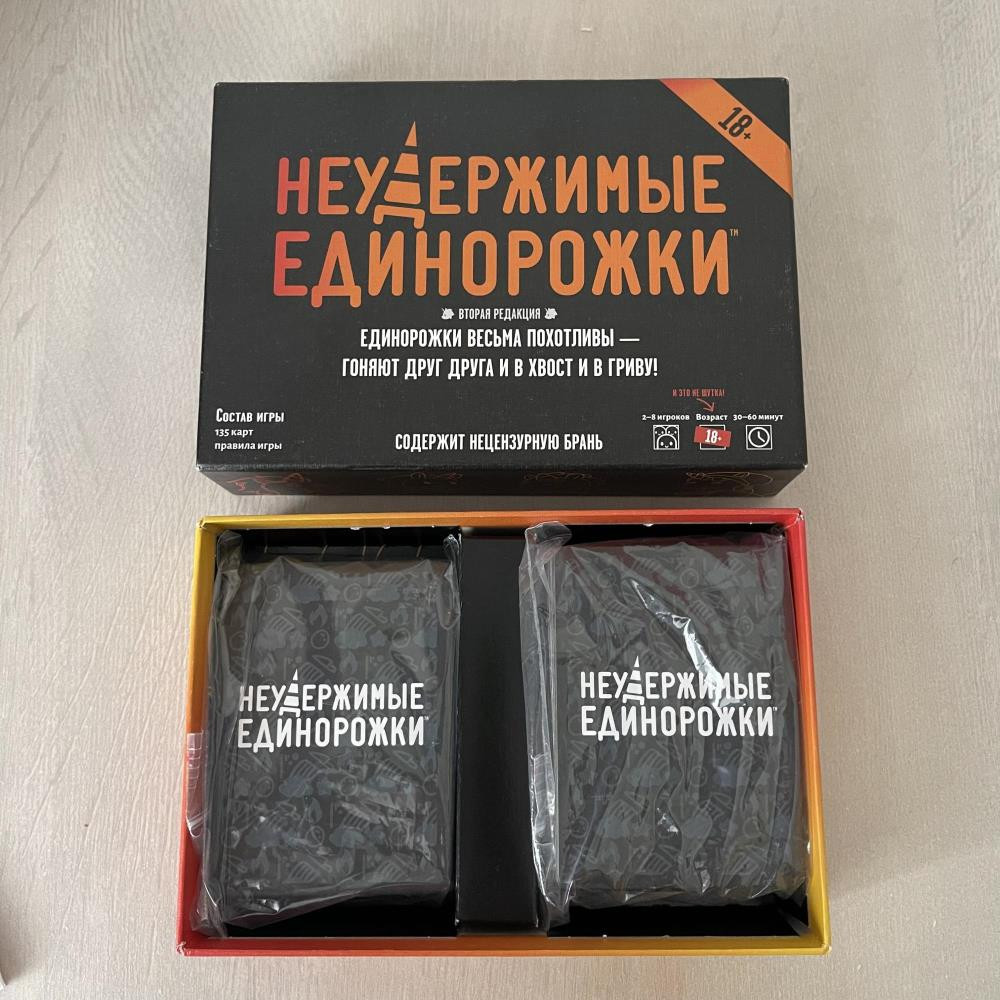 18+
НЕУДЕРЖИМЫЕ
ЕДИНОРОЖКИ™
ВТОРАЯ РЕДАКЦИЯ
ЕДИНОРОЖКИ ВЕСЬМА ПОХОТЛИВЫ —
ГОНЯЮТ ДРУГ ДРУГА И В ХВОСТ И В ГРИВУ!
И ЭТО НЕ ШУТКА!
Состав игры
135 карт
правила игры
СОДЕРЖИТ НЕЦЕНЗУРНУЮ БРАНЬ
2–8 игроков Возраст 30–60 минут
18+
НЕУДЕРЖИМЫЕ
ЕДИНОРОЖКИ™
НЕУДЕРЖИМЫЕ
ЕДИНОРОЖКИ™